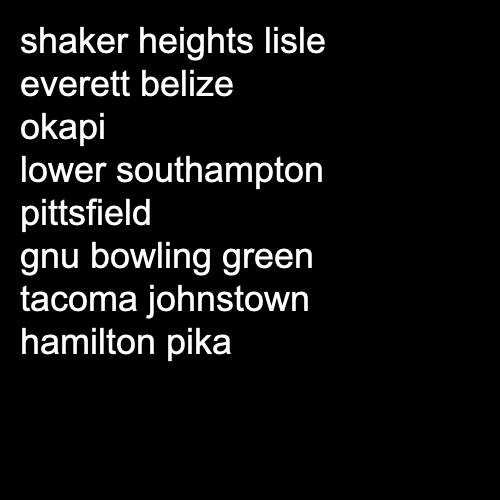 shaker heights lisle
everett belize
okapi
lower southampton
pittsfield
gnu bowling green
tacoma johnstown
hamilton pika